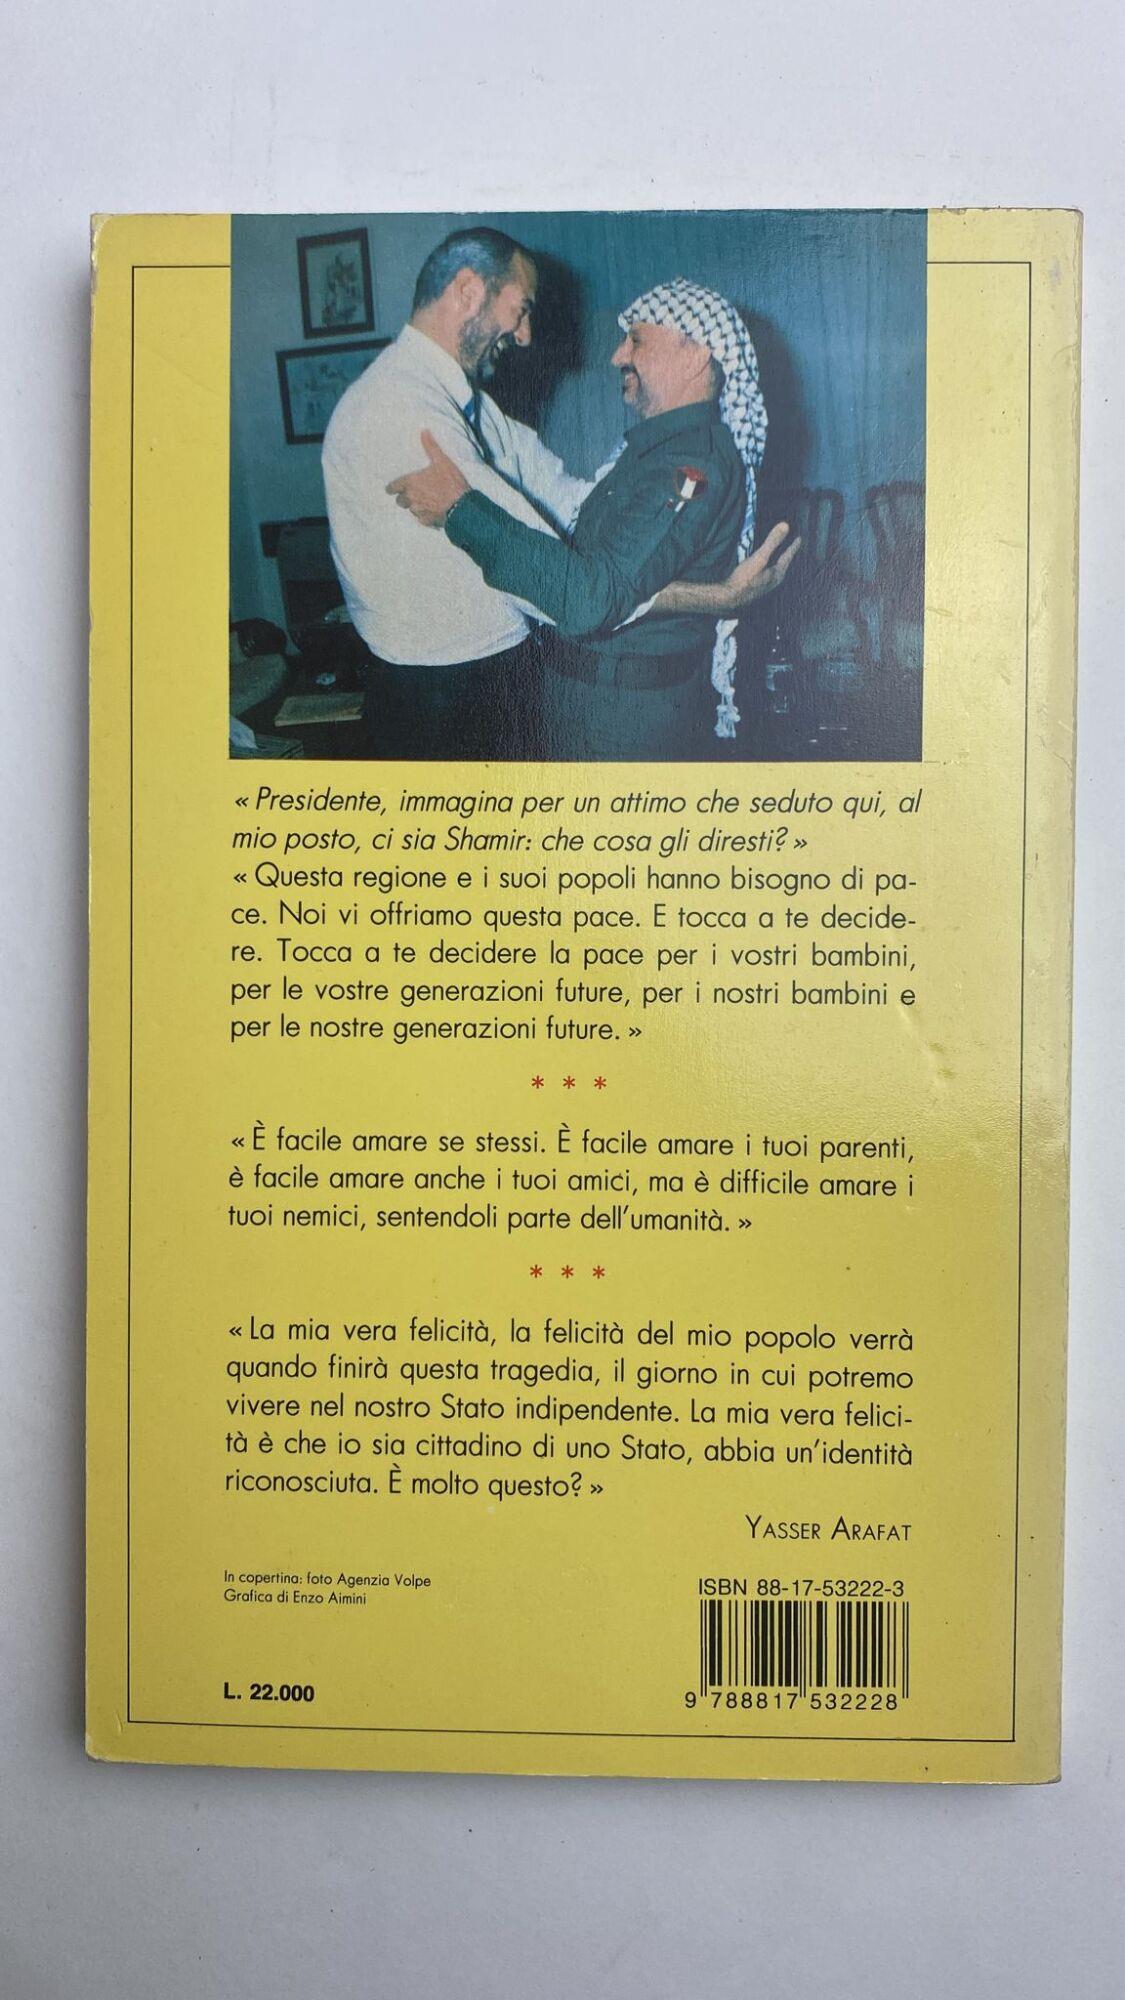 « Presidente, immagina per un attimo che seduto qui, al
mio posto, ci sia Shamir: che cosa gli diresti? »
« Questa regione e i suoi popoli hanno bisogno di pa-
ce. Noi vi offriamo questa pace. E tocca a te decide-
re. Tocca a te decidere la pace per i vostri bambini,
per le vostre generazioni future, per i nostri bambini e
per le nostre generazioni future. »
* * *
« È facile amare se stessi. È facile amare i tuoi parenti,
è facile amare anche i tuoi amici, ma è difficile amare i
tuoi nemici, sentendoli parte dell'umanità. »
* * *
« La mia vera felicità, la felicità del mio popolo verrà
quando finirà questa tragedia, il giorno in cui potremo
vivere nel nostro Stato indipendente. La mia vera felici-
tà è che io sia cittadino di uno Stato, abbia un'identità
riconosciuta. È molto questo? »
YASSER ARAFAT
In copertina: foto Agenzia Volpe
Grafica di Enzo Aimini
L. 22.000
ISBN 88-17-53222-3
9 788817 532228